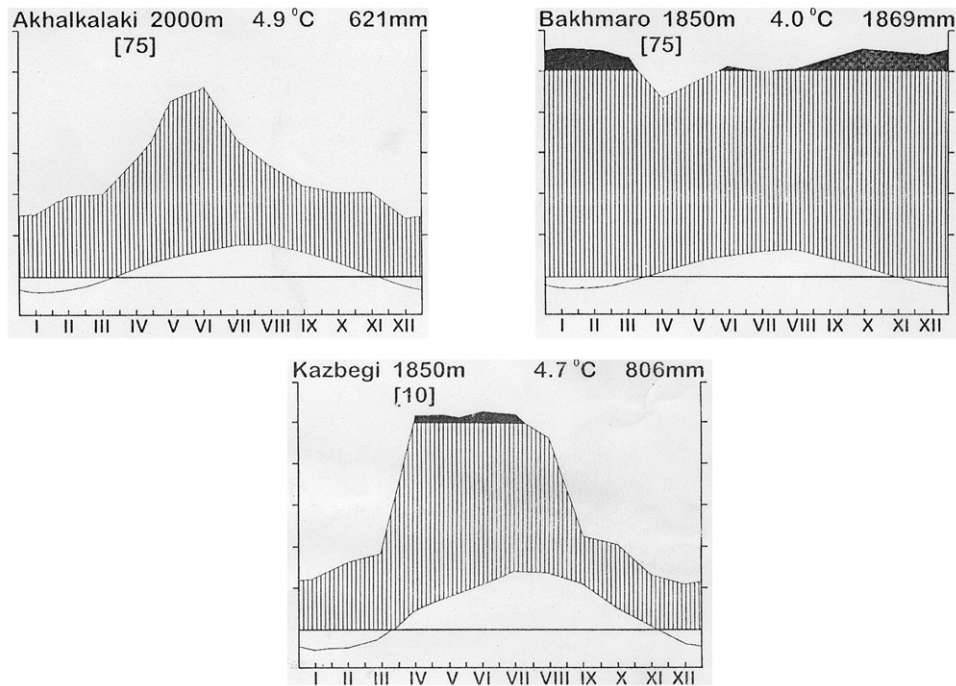 Akhalkalaki 2000m 4.9 °C 621mm
[75]
I II III IV V VI VII VIII IX X XI XII
Bakhmaro 1850m 4.0 °C 1869mm
[75]
I II III IV V VI VII VIII IX X XI XII
Kazbegi 1850m 4.7 °C 806mm
[10]
I II III IV V VI VII VIII IX X XI XII